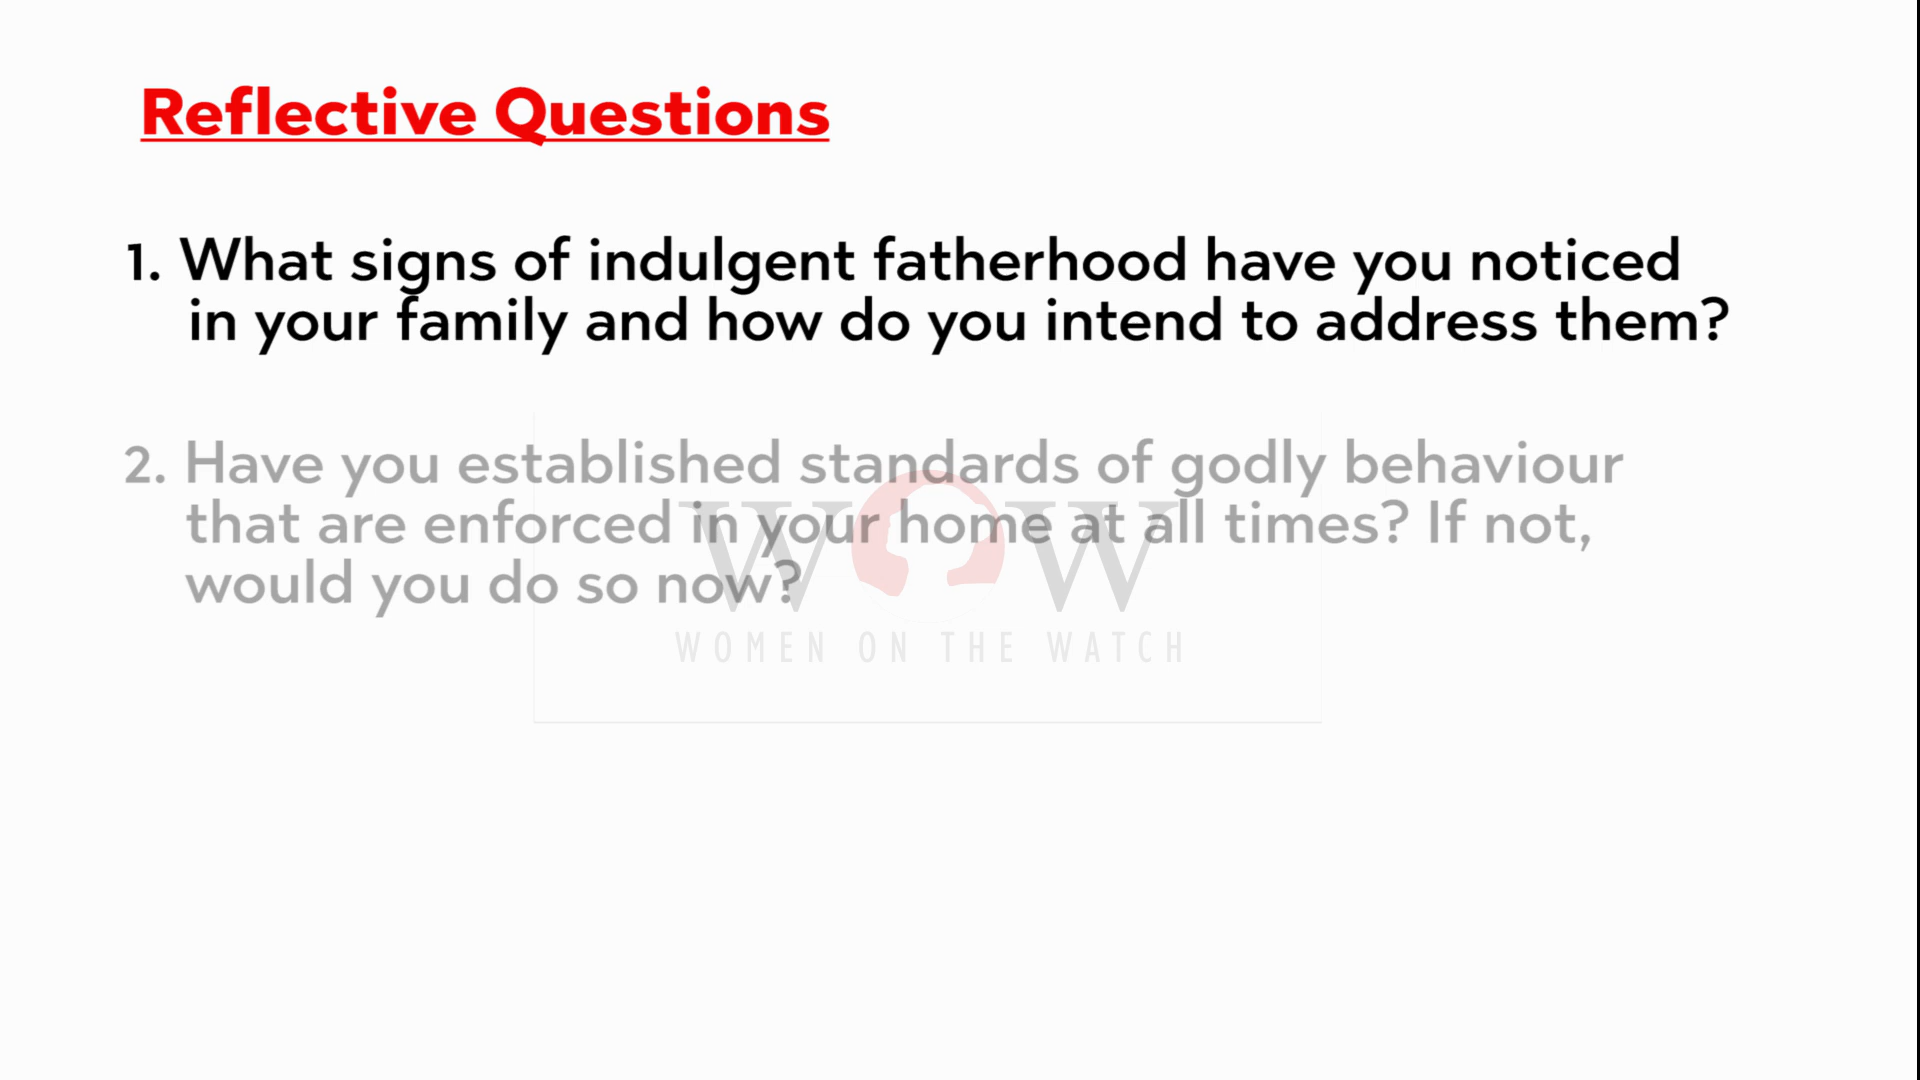 Reflective Questions
1. What signs of indulgent fatherhood have you noticed
in your family and how do you intend to address them?
2. Have you established standards of godly behaviour
that are enforced in your home at all times? If not,
would you do so now?
WOW
WOMEN ON THE WATCH